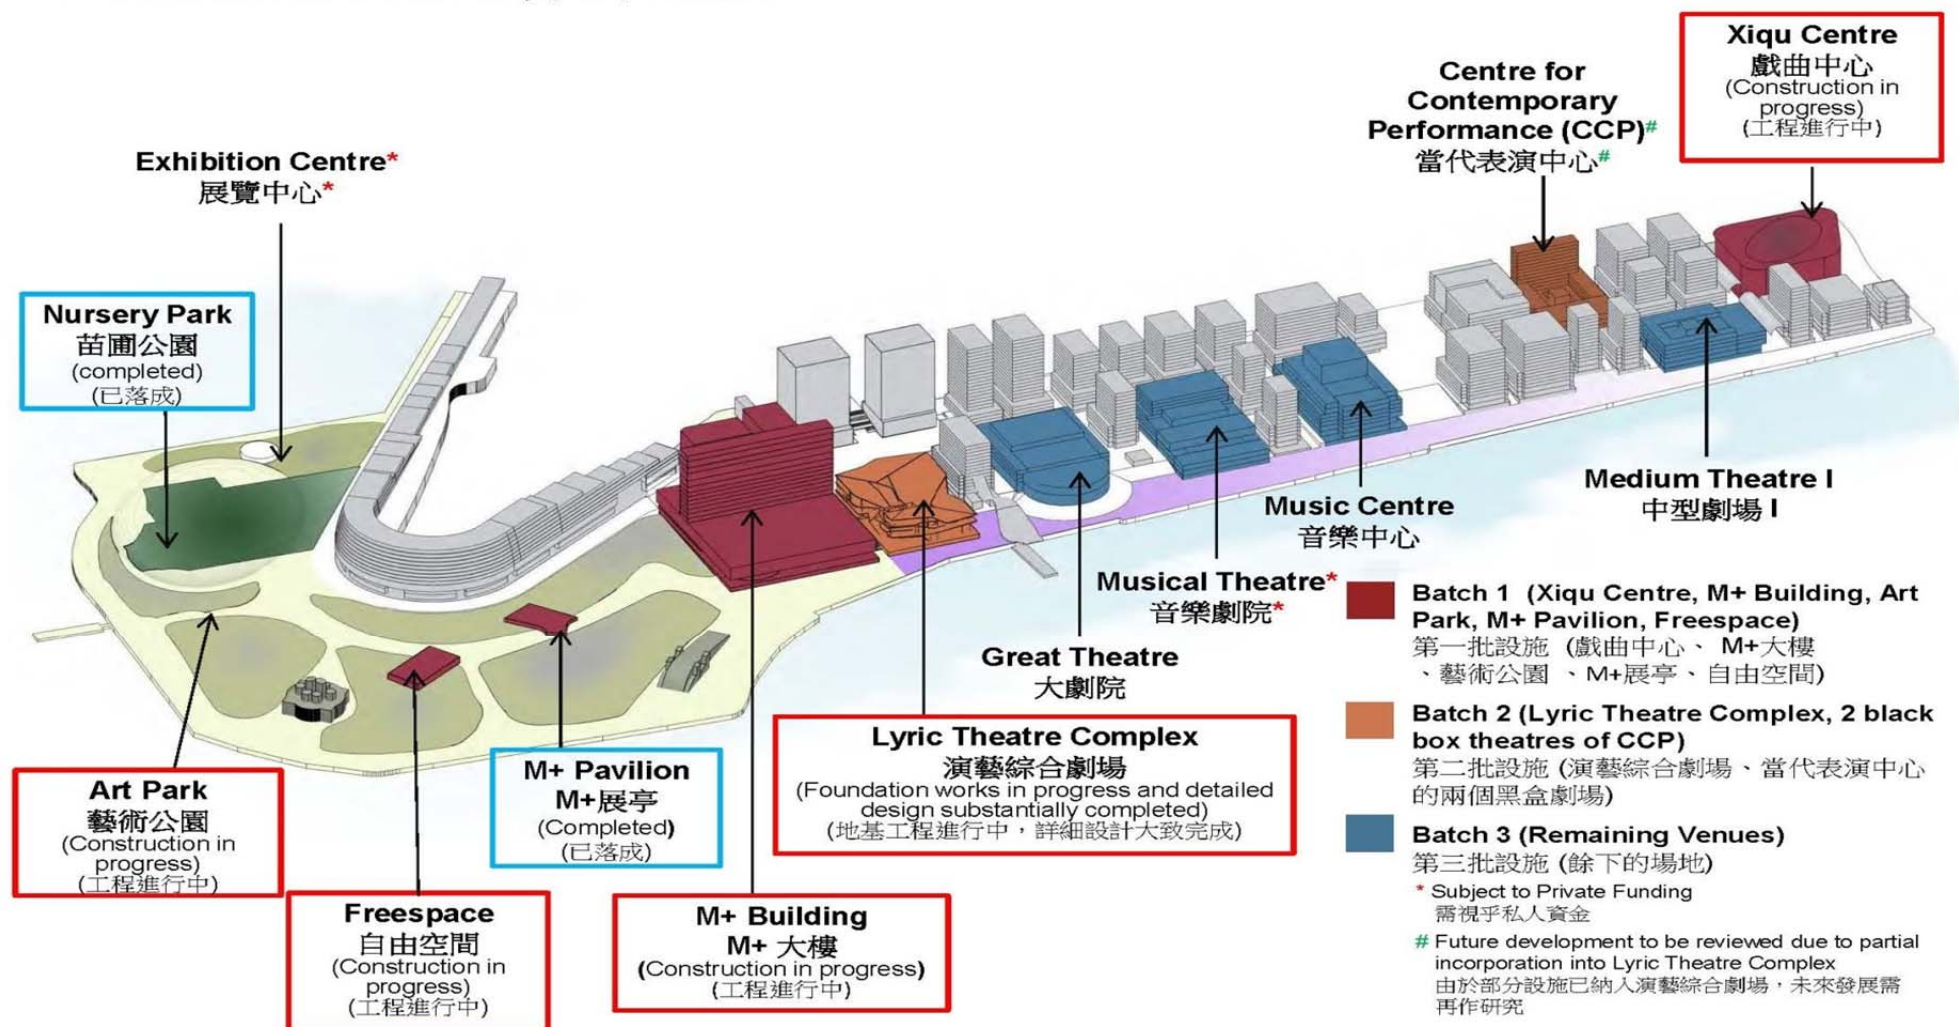 Xiqu Centre
戲曲中心
(Construction in
progress)
(工程進行中)
Centre for
Contemporary
Performance (CCP)#
當代表演中心#
Exhibition Centre*
展覽中心*
Nursery Park
苗圃公園
(completed)
(已落成)
Medium Theatre I
中型劇場 I
Music Centre
音樂中心
Musical Theatre*
音樂劇院*
Great Theatre
大劇院
Lyric Theatre Complex
演藝綜合劇場
(Foundation works in progress and detailed
design substantially completed)
(地基工程進行中，詳細設計大致完成)
M+ Pavilion
M+展亭
(Completed)
(已落成)
Art Park
藝術公園
(Construction in
progress)
(工程進行中)
Freespace
自由空間
(Construction in
progress)
(工程進行中)
M+ Building
M+ 大樓
(Construction in progress)
(工程進行中)
Batch 1 (Xiqu Centre, M+ Building, Art
Park, M+ Pavilion, Freespace)
第一批設施 (戲曲中心、 M+大樓
、藝術公園 、M+展亭、自由空間)
Batch 2 (Lyric Theatre Complex, 2 black
box theatres of CCP)
第二批設施 (演藝綜合劇場、當代表演中心
的兩個黑盒劇場)
Batch 3 (Remaining Venues)
第三批設施 (餘下的場地)
* Subject to Private Funding
需視乎私人資金
# Future development to be reviewed due to partial
incorporation into Lyric Theatre Complex
由於部分設施已納入演藝綜合劇場，未來發展需
再作研究